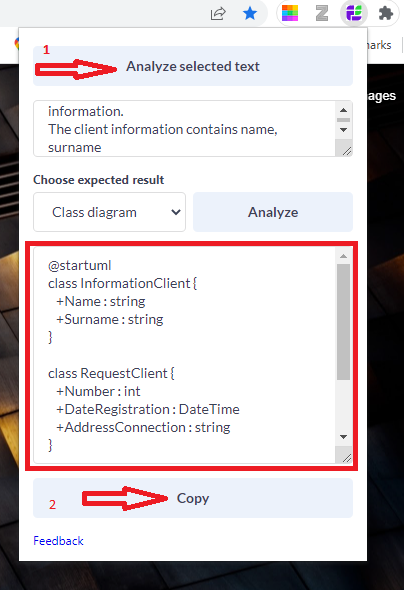 marks
1
Analyze selected text
ages
information.
The client information contains name,
surname
Choose expected result
Class diagram
Analyze
@startuml
class InformationClient {
+Name : string
+Surname : string
}
class RequestClient {
+Number : int
+DateRegistration : DateTime
+AddressConnection : string
}
2
Copy
Feedback